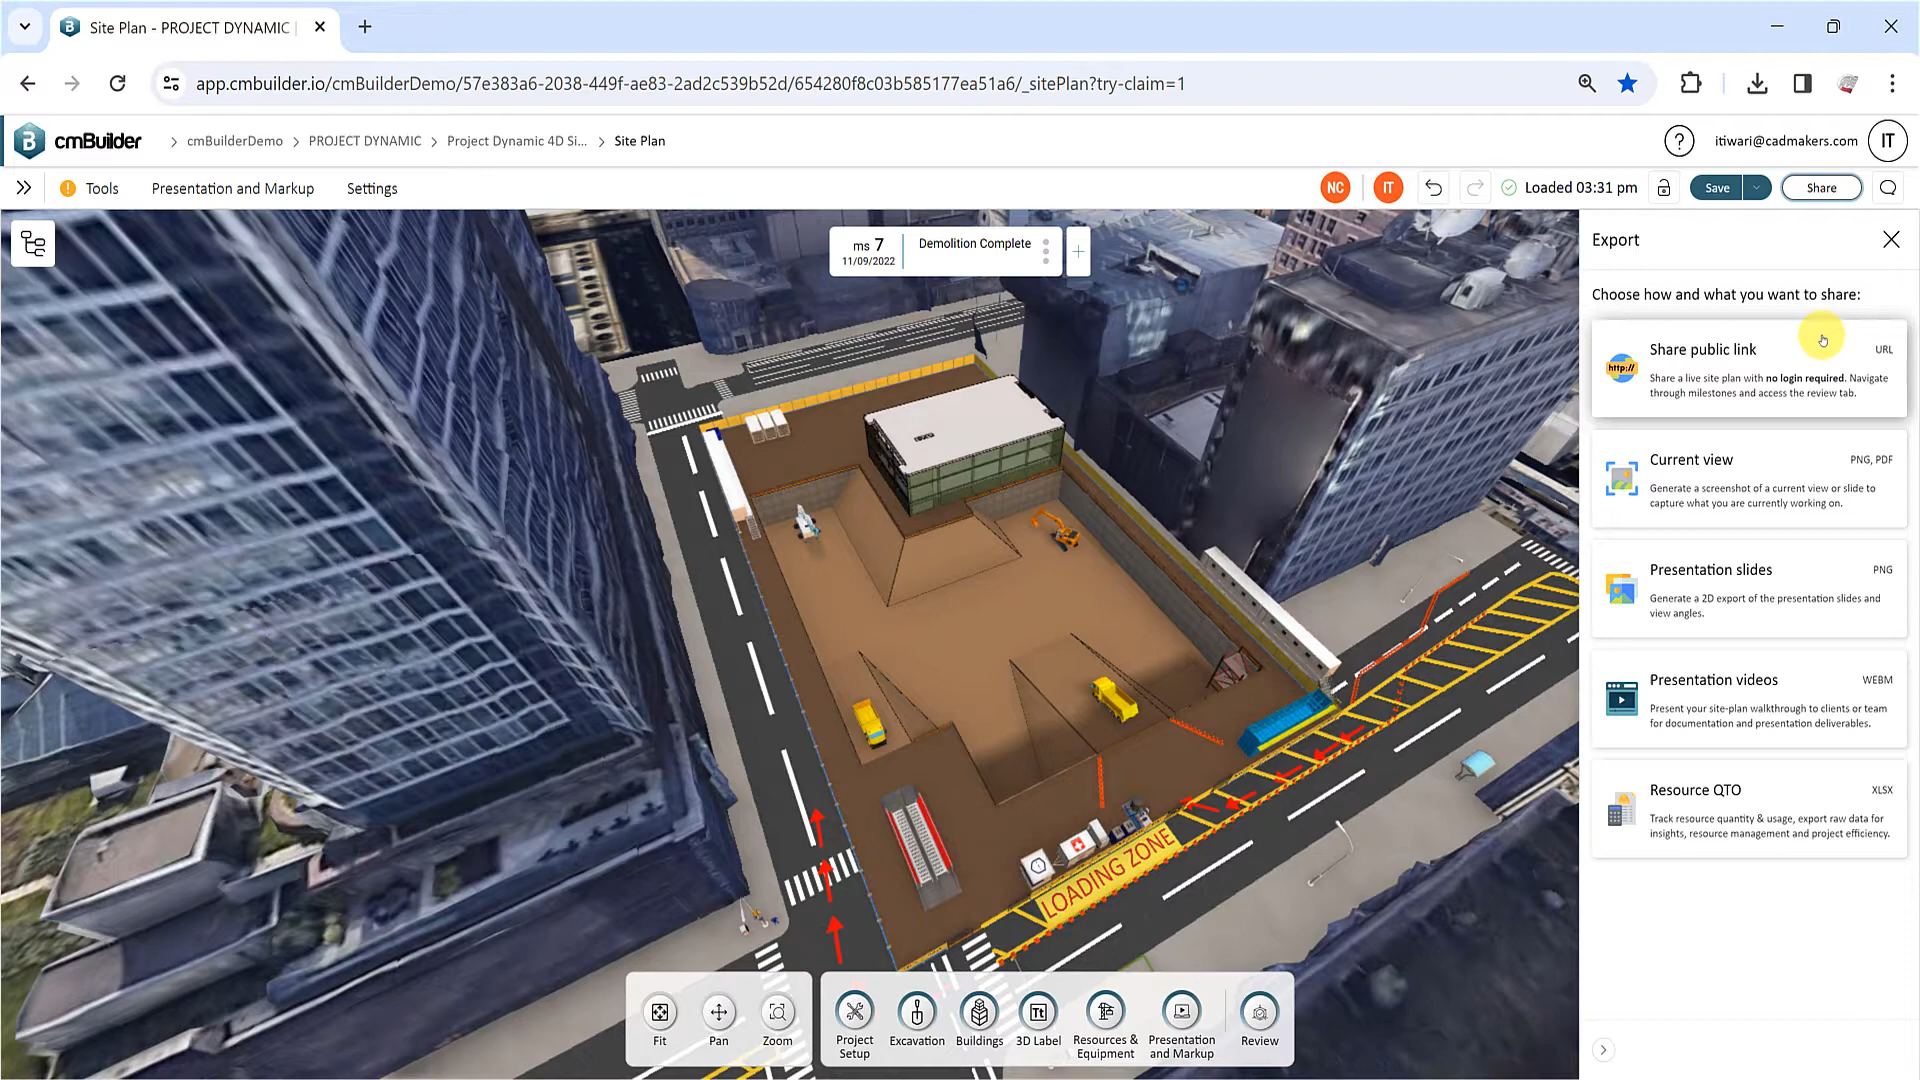 Site Plan - PROJECT DYNAMIC
app.cmbuilder.io/cmBuilderDemo/57e383a6-2038-449f-ae83-2ad2c539b52d/654280f8c03b585177ea51a6/_sitePlan?try-claim=1
B cmBuilder cmBuilderDemo PROJECT DYNAMIC Project Dynamic 4D Si... Site Plan ? itiwari@cadmakers.com IT
Tools Presentation and Markup Settings NC IT Loaded 03:31 pm Save Share
ms 7 Demolition Complete
11/09/2022
Export
Choose how and what you want to share:
http://
Share public link URL
Share a live site plan with no login required. Navigate
through milestones and access the review tab.
Current view PNG, PDF
Generate a screenshot of a current view or slide to
capture what you are currently working on.
Presentation slides PNG
Generate a 2D export of the presentation slides and
view angles.
Presentation videos WEBM
Present your site-plan walkthrough to clients or team
for documentation and presentation deliverables.
Resource QTO XLSX
Track resource quantity & usage, export raw data for
insights, resource management and project efficiency.
LOADING ZONE
Fit Pan Zoom
Project
Setup
Excavation
Buildings
Tt
3D Label
Resources &
Equipment
Presentation
and Markup
Review